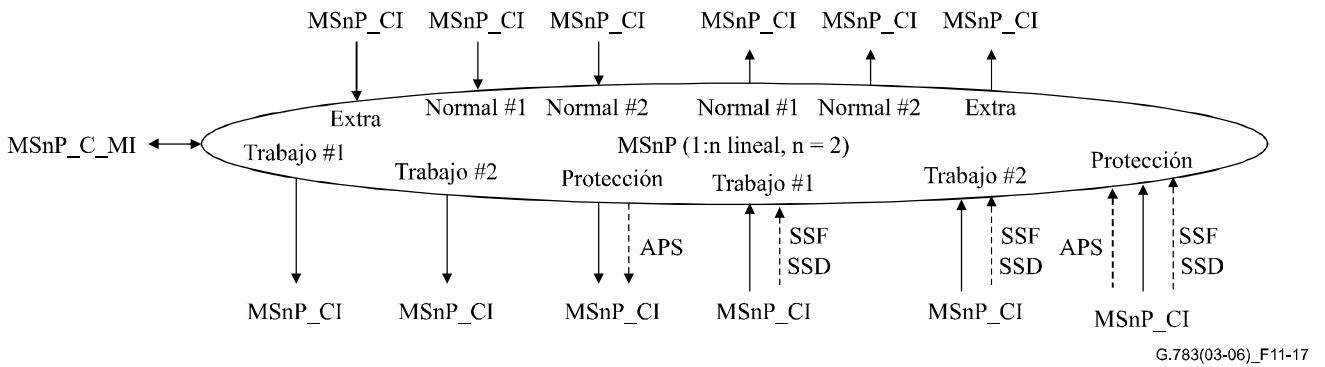 MSnP_CI MSnP_CI MSnP_CI MSnP_CI MSnP_CI MSnP_CI
Extra Normal #1 Normal #2 Normal #1 Normal #2 Extra
MSnP_C_MI
MSnP (1:n lineal, n = 2)
Trabajo #1 Trabajo #2 Protección Trabajo #1 Trabajo #2 Protección
APS SSF SSF APS SSF
SSD SSD SSD
MSnP_CI MSnP_CI MSnP_CI MSnP_CI MSnP_CI MSnP_CI
G.783(03-06)_F11-17